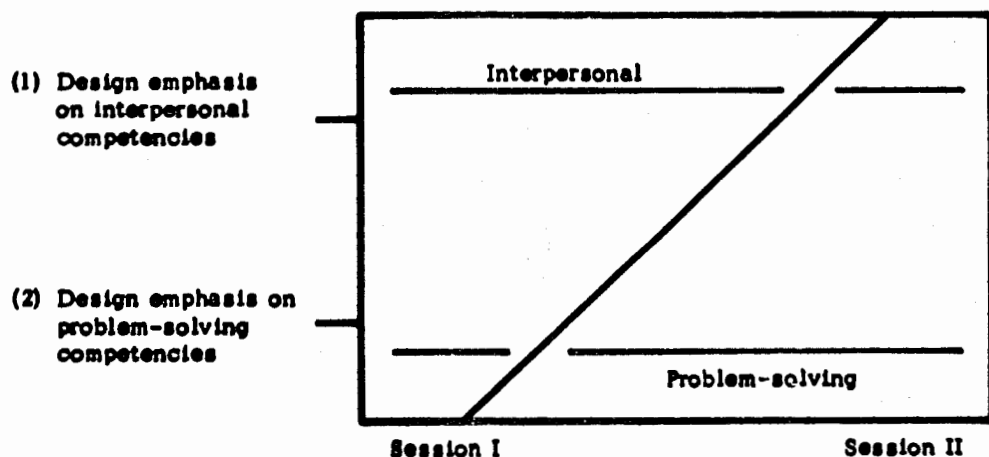 (1) Design emphasis
on interpersonal
competencies
Interpersonal
(2) Design emphasis on
problem-solving
competencies
Problem-solving
Session I
Session II